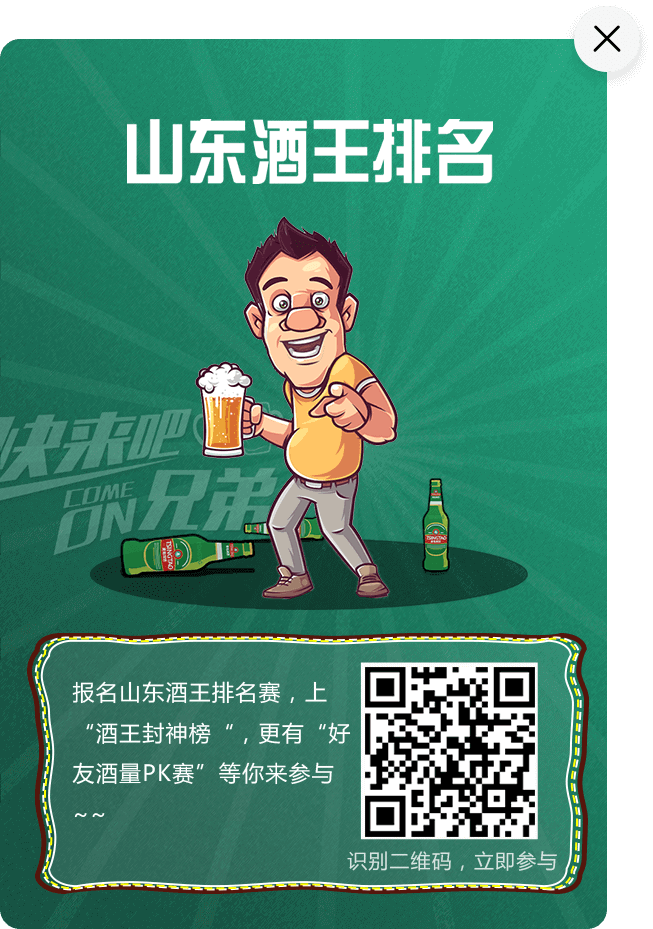 山东酒王排名
快来吧
COME
ON兄弟
TSINGTAO
TSINGTAO
报名山东酒王排名赛，上
“酒王封神榜“，更有“好
友酒量PK赛”等你来参与
~~
识别二维码，立即参与